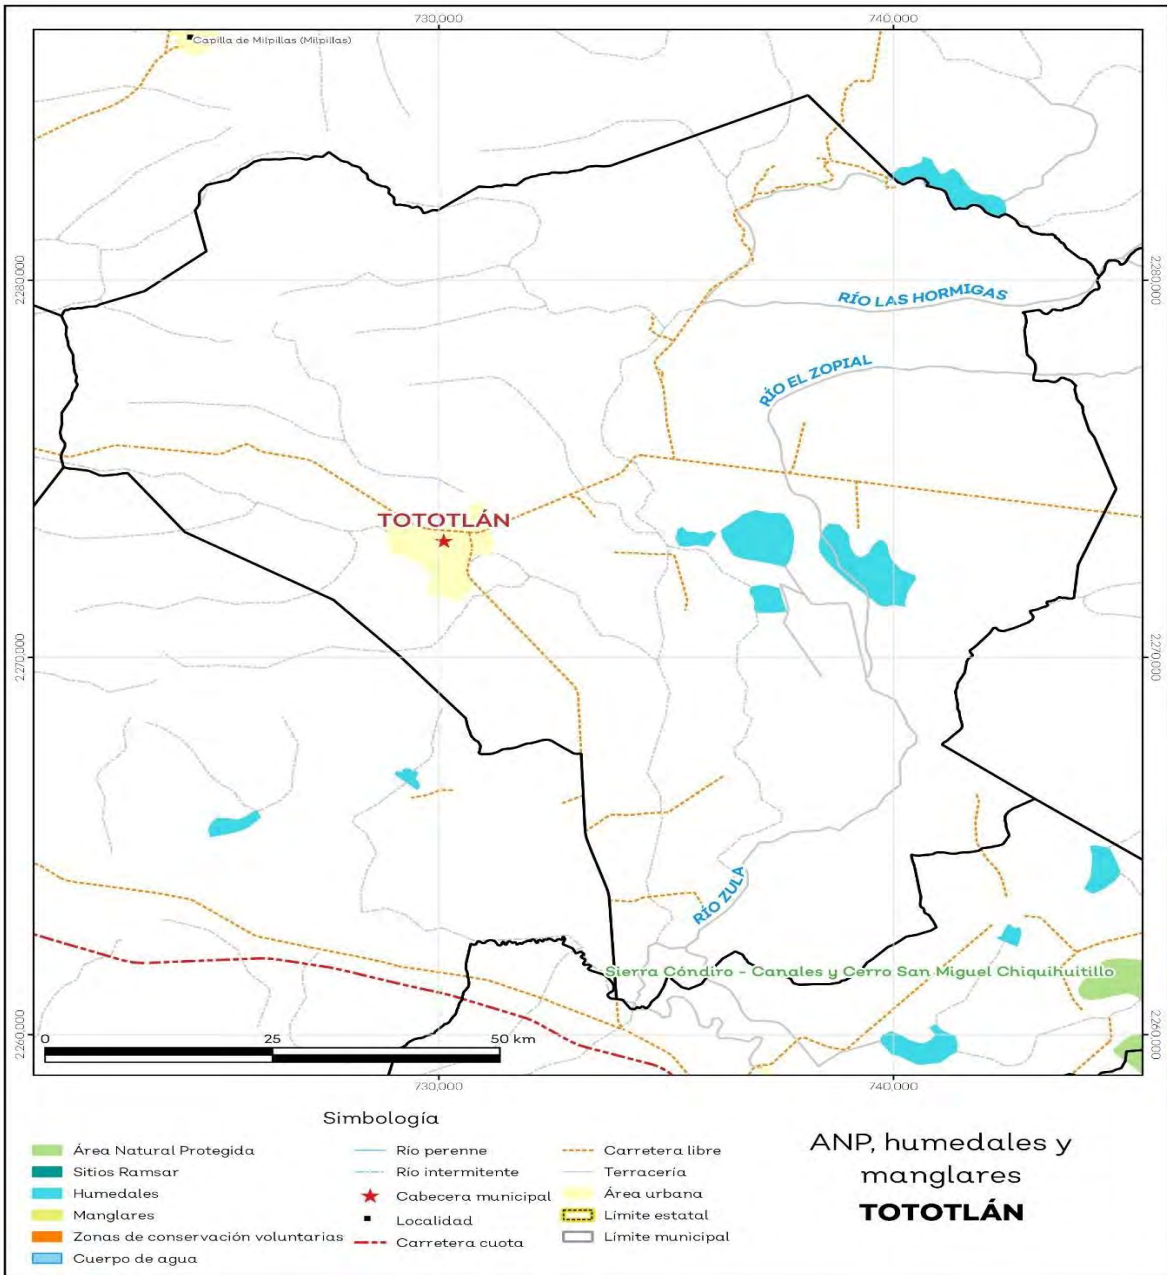 730,000
740,000
Capilla de Milpillas (Milpillas)
2280,000
2280,000
RÍO LAS HORMIGAS
RÍO EL ZOPIAL
TOTOTLÁN
2270,000
2270,000
RÍO ZULA
Sierra Cóndiro - Canales y Cerro San Miguel Chiquihuitillo
2260,000
2260,000
0
25
50 km
730,000
740,000
Simbología
Área Natural Protegida
Sitios Ramsar
Humedales
Manglares
Zonas de conservación voluntarias
Cuerpo de agua
Río perenne
Río intermitente
Cabecera municipal
Localidad
Carretera cuota
Carretera libre
Terracería
Área urbana
Límite estatal
Límite municipal
ANP, humedales y
manglares
TOTOTLÁN